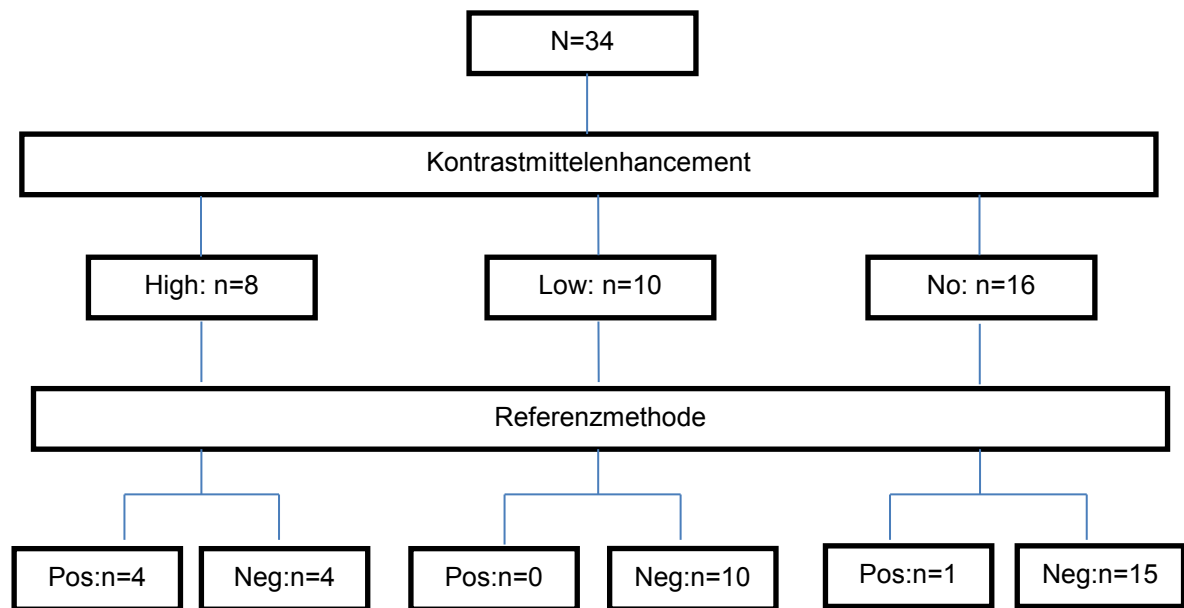 N=34
Kontrastmittelenhancement
High: n=8
Low: n=10
No: n=16
Referenzmethode
Pos:n=4
Neg:n=4
Pos:n=0
Neg:n=10
Pos:n=1
Neg:n=15